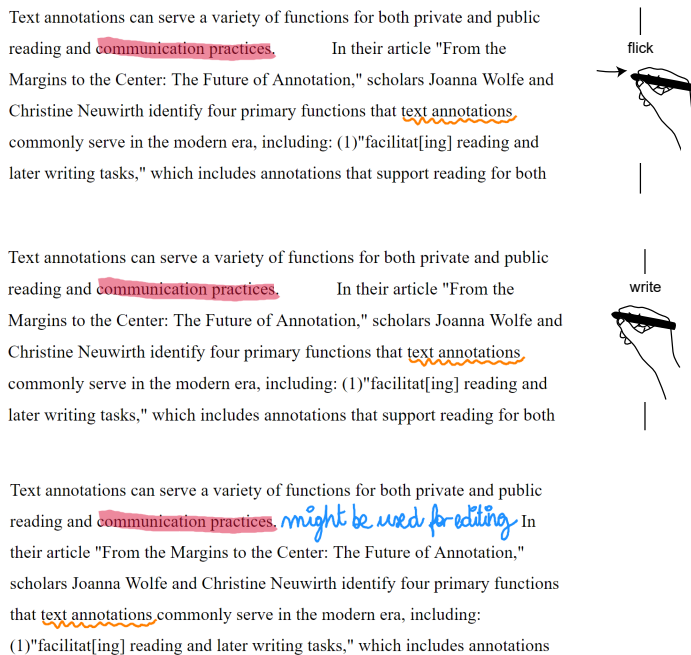 Text annotations can serve a variety of functions for both private and public
reading and communication practices. In their article "From the
flick
Margins to the Center: The Future of Annotation," scholars Joanna Wolfe and
Christine Neuwirth identify four primary functions that text annotations
commonly serve in the modern era, including: (1)"facilitat[ing] reading and
later writing tasks," which includes annotations that support reading for both
Text annotations can serve a variety of functions for both private and public
reading and communication practices. In their article "From the
write
Margins to the Center: The Future of Annotation," scholars Joanna Wolfe and
Christine Neuwirth identify four primary functions that text annotations
commonly serve in the modern era, including: (1)"facilitat[ing] reading and
later writing tasks," which includes annotations that support reading for both
Text annotations can serve a variety of functions for both private and public
reading and communication practices. might be used for editing In
their article "From the Margins to the Center: The Future of Annotation,"
scholars Joanna Wolfe and Christine Neuwirth identify four primary functions
that text annotations commonly serve in the modern era, including:
(1)"facilitat[ing] reading and later writing tasks," which includes annotations